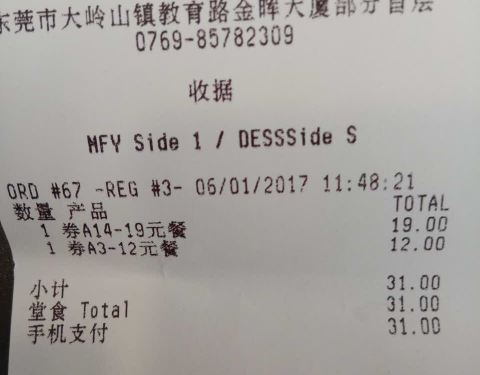 东莞市大岭山镇教育路金晖大厦部分首层
0769-85782309
收据
MFY Side 1 / DESSSide S
ORD #67 -REG #3- 06/01/2017 11:48:21
数量 产品 TOTAL
1 券A14-19元餐 19.00
1 券A3-12元餐 12.00
小计 31.00
堂食 Total 31.00
手机支付 31.00